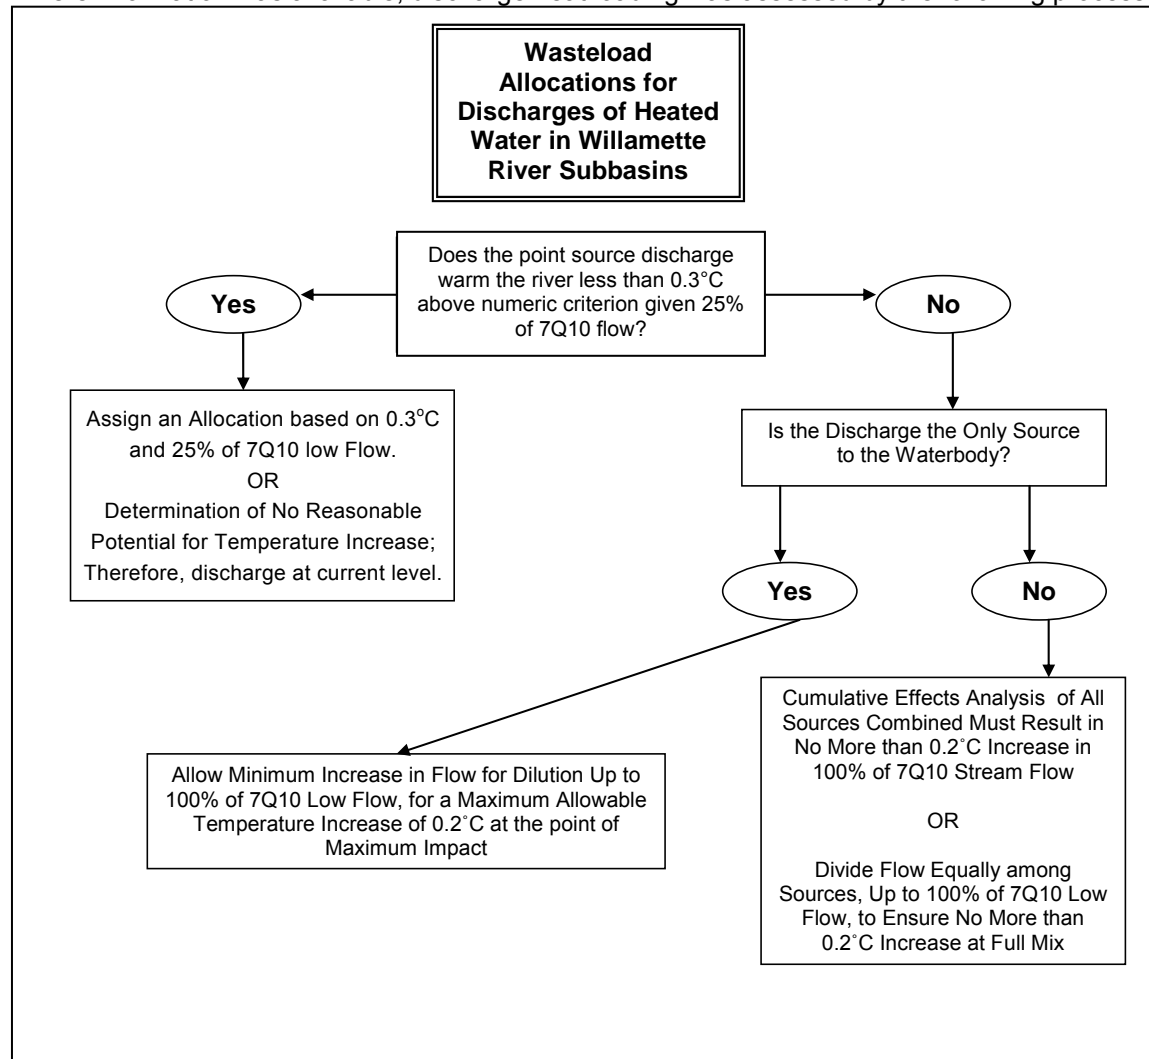 Wasteload
Allocations for
Discharges of Heated
Water in Willamette
River Subbasins
Does the point source discharge
warm the river less than 0.3°C
above numeric criterion given 25%
of 7Q10 flow?
Yes
No
Assign an Allocation based on 0.3°C
and 25% of 7Q10 low Flow.
OR
Determination of No Reasonable
Potential for Temperature Increase;
Therefore, discharge at current level.
Is the Discharge the Only Source
to the Waterbody?
Yes
No
Allow Minimum Increase in Flow for Dilution Up to
100% of 7Q10 Low Flow, for a Maximum Allowable
Temperature Increase of 0.2˚C at the point of
Maximum Impact
Cumulative Effects Analysis of All
Sources Combined Must Result in
No More than 0.2˚C Increase in
100% of 7Q10 Stream Flow
OR
Divide Flow Equally among
Sources, Up to 100% of 7Q10 Low
Flow, to Ensure No More than
0.2˚C Increase at Full Mix